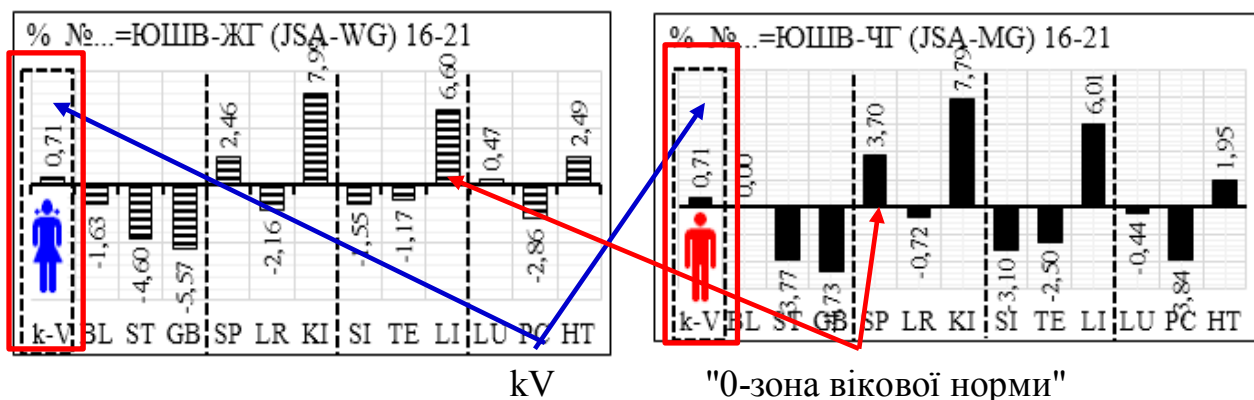 % №...=ЮШВ-ЖГ (JSA-WG) 16-21
0,71 -1,63 -4,60 -5,57 2,46 -2,16 -1,55 -1,17 6,60 0,47 -2,86 2,49
k-V BL ST GB SP LR KI SI TE LI LU PC HT
% №...=ЮШВ-ЧГ (JSA-MG) 16-21
0,71 0,00 -3,77 3,70 -0,72 7,79 -3,10 -2,50 6,01 -0,44 -3,84 1,95
k-V BL ST GB SP LR KI SI TE LI LU PC HT
kV "0-зона вікової норми"